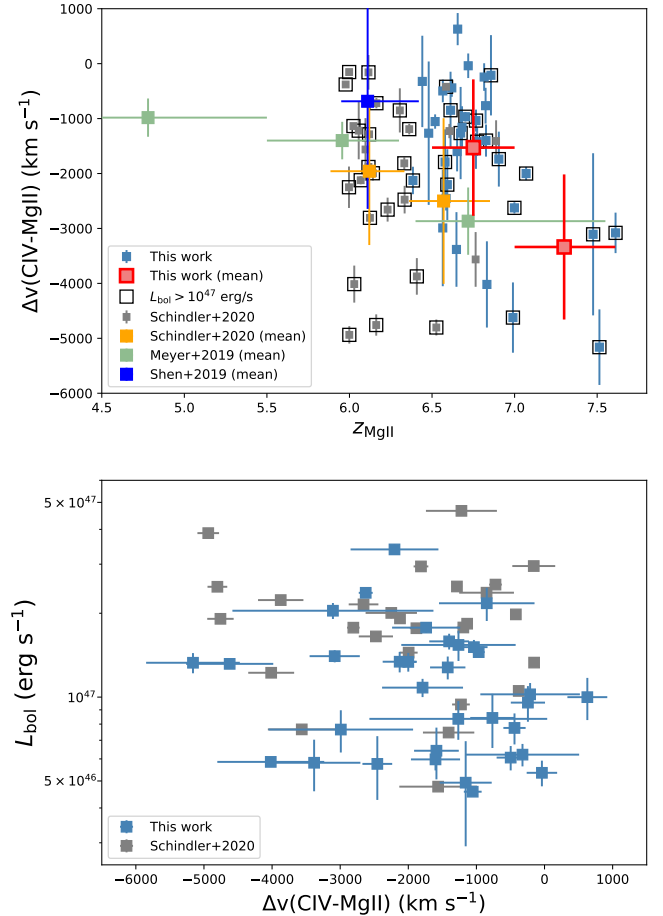 1000
0
−1000
−2000
−3000
−4000
−5000
−6000
Δv(CIV-MgII) (km s⁻¹)
This work
This work (mean)
L_bol > 10⁴⁷ erg/s
Schindler+2020
Schindler+2020 (mean)
Meyer+2019 (mean)
Shen+2019 (mean)
4.5 5.0 5.5 6.0 6.5 7.0 7.5
z_MgII
5 × 10⁴⁷
10⁴⁷
5 × 10⁴⁶
L_bol (erg s⁻¹)
This work
Schindler+2020
−6000 −5000 −4000 −3000 −2000 −1000 0 1000
Δv(CIV-MgII) (km s⁻¹)